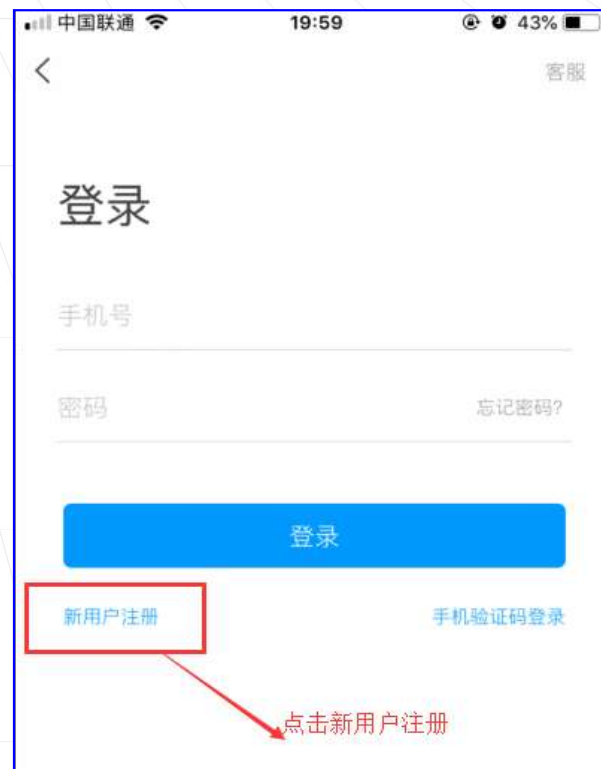 中国联通 19:59 43%
客服
登录
手机号
密码 忘记密码?
登录
新用户注册 手机验证码登录
点击新用户注册